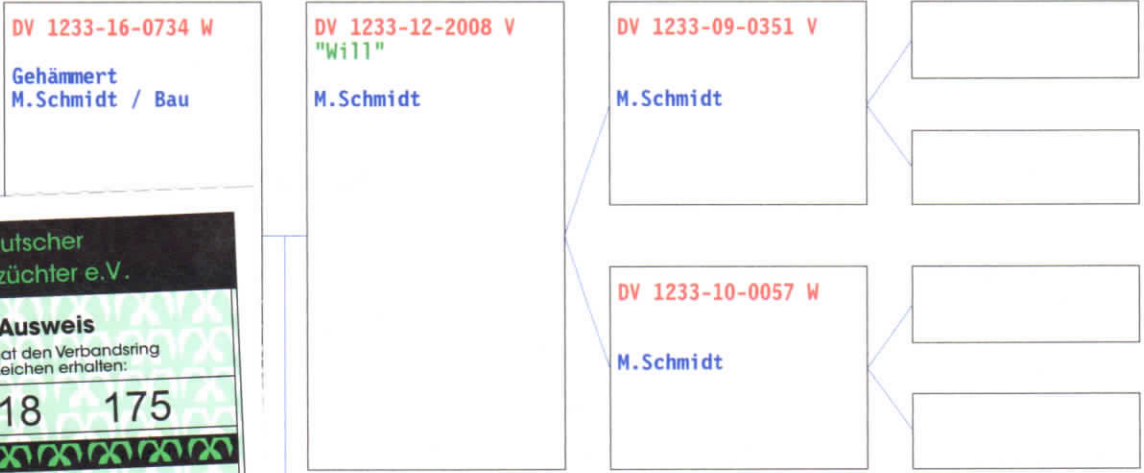 DV 1233-16-0734 W
Gehämmert
M.Schmidt / Bau
DV 1233-12-2008 V
"Will"
M.Schmidt
DV 1233-09-0351 V
M.Schmidt
DV 1233-10-0057 W
M.Schmidt
utscher
züchter e.V.
Ausweis
at den Verbandsring
eichen erhalten:
18 175